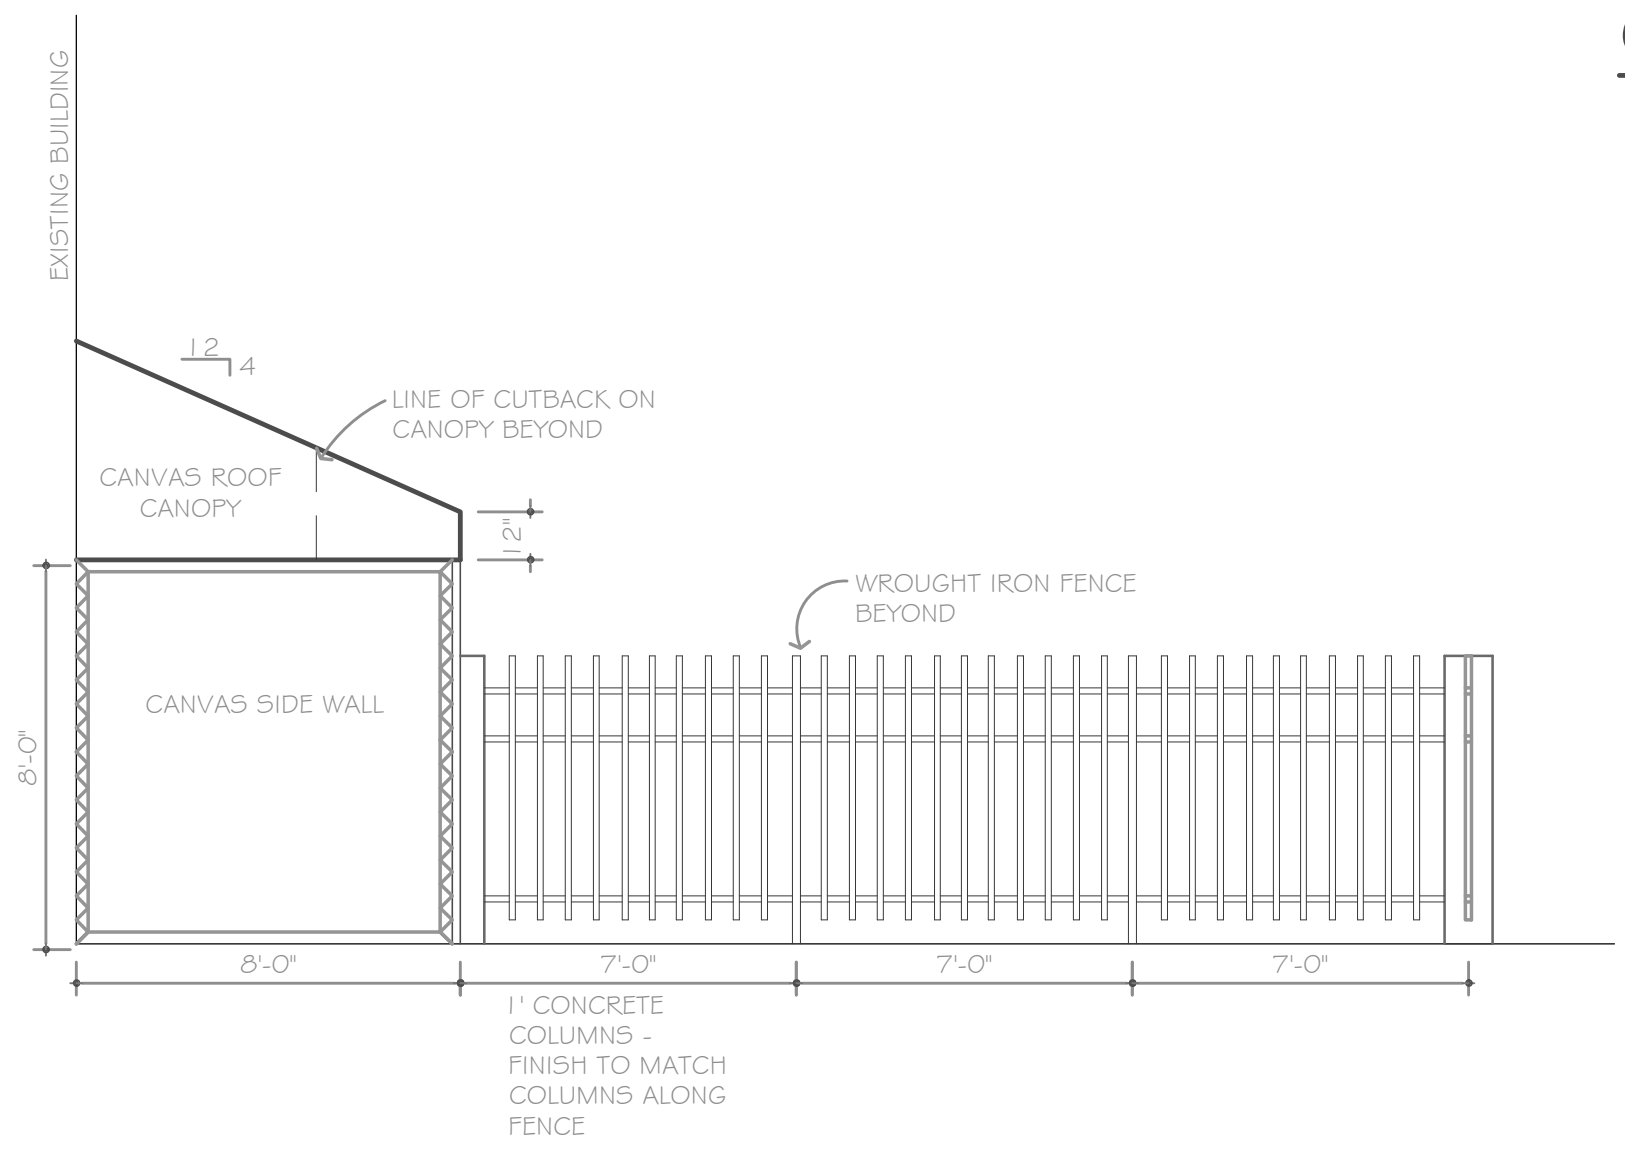 EXISTING BUILDING
12
4
LINE OF CUTBACK ON
CANOPY BEYOND
CANVAS ROOF
CANOPY
12"
WROUGHT IRON FENCE
BEYOND
CANVAS SIDE WALL
8'-0"
8'-0"
7'-0"
7'-0"
7'-0"
1' CONCRETE
COLUMNS -
FINISH TO MATCH
COLUMNS ALONG
FENCE